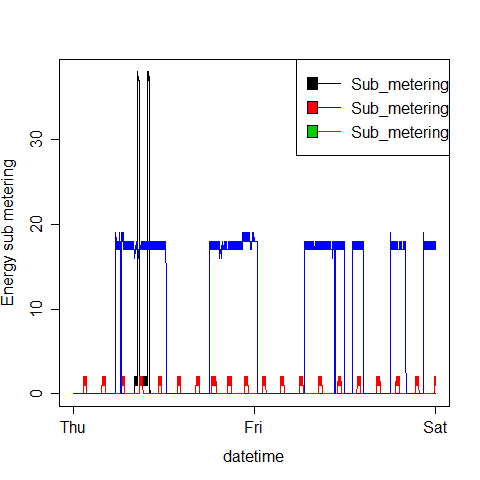 Sub_metering
Sub_metering
Sub_metering
Energy sub metering
30
20
10
0
Thu
Fri
Sat
datetime